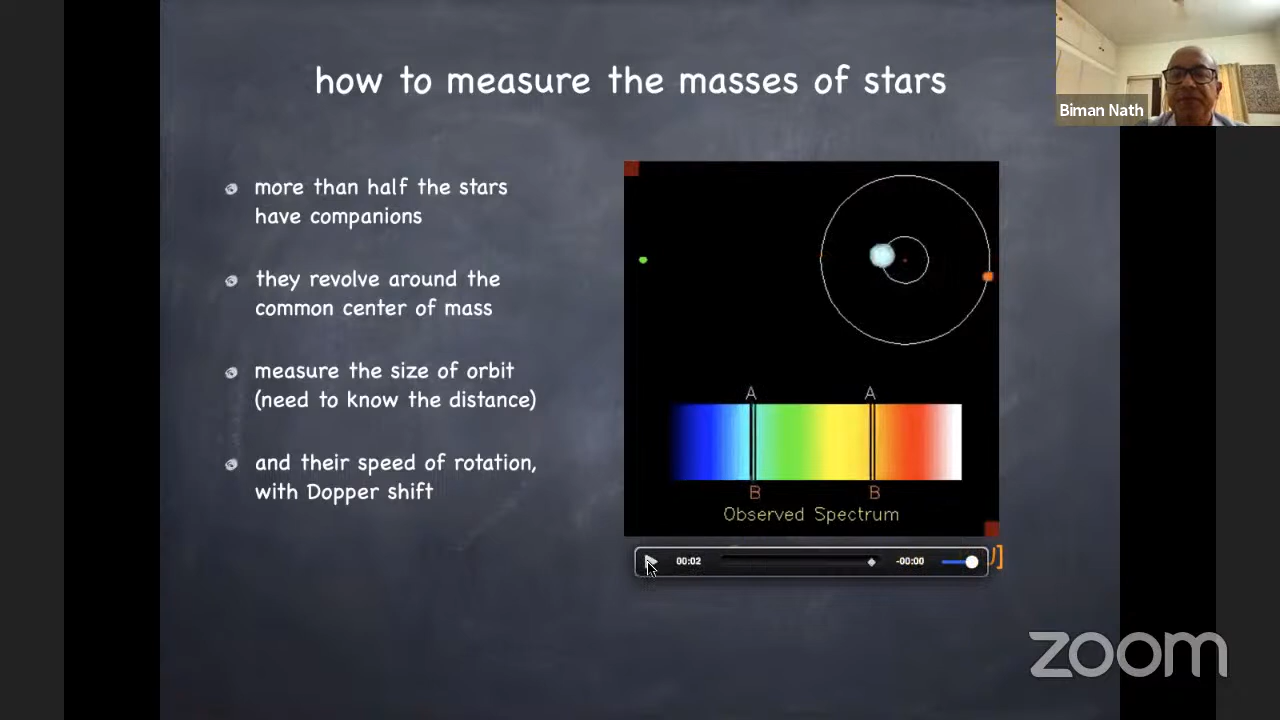 how to measure the masses of stars
Biman Nath
more than half the stars
have companions
they revolve around the
common center of mass
measure the size of orbit
(need to know the distance)
and their speed of rotation,
with Dopper shift
A A
B B
Observed Spectrum
00:02 -00:00
zoom